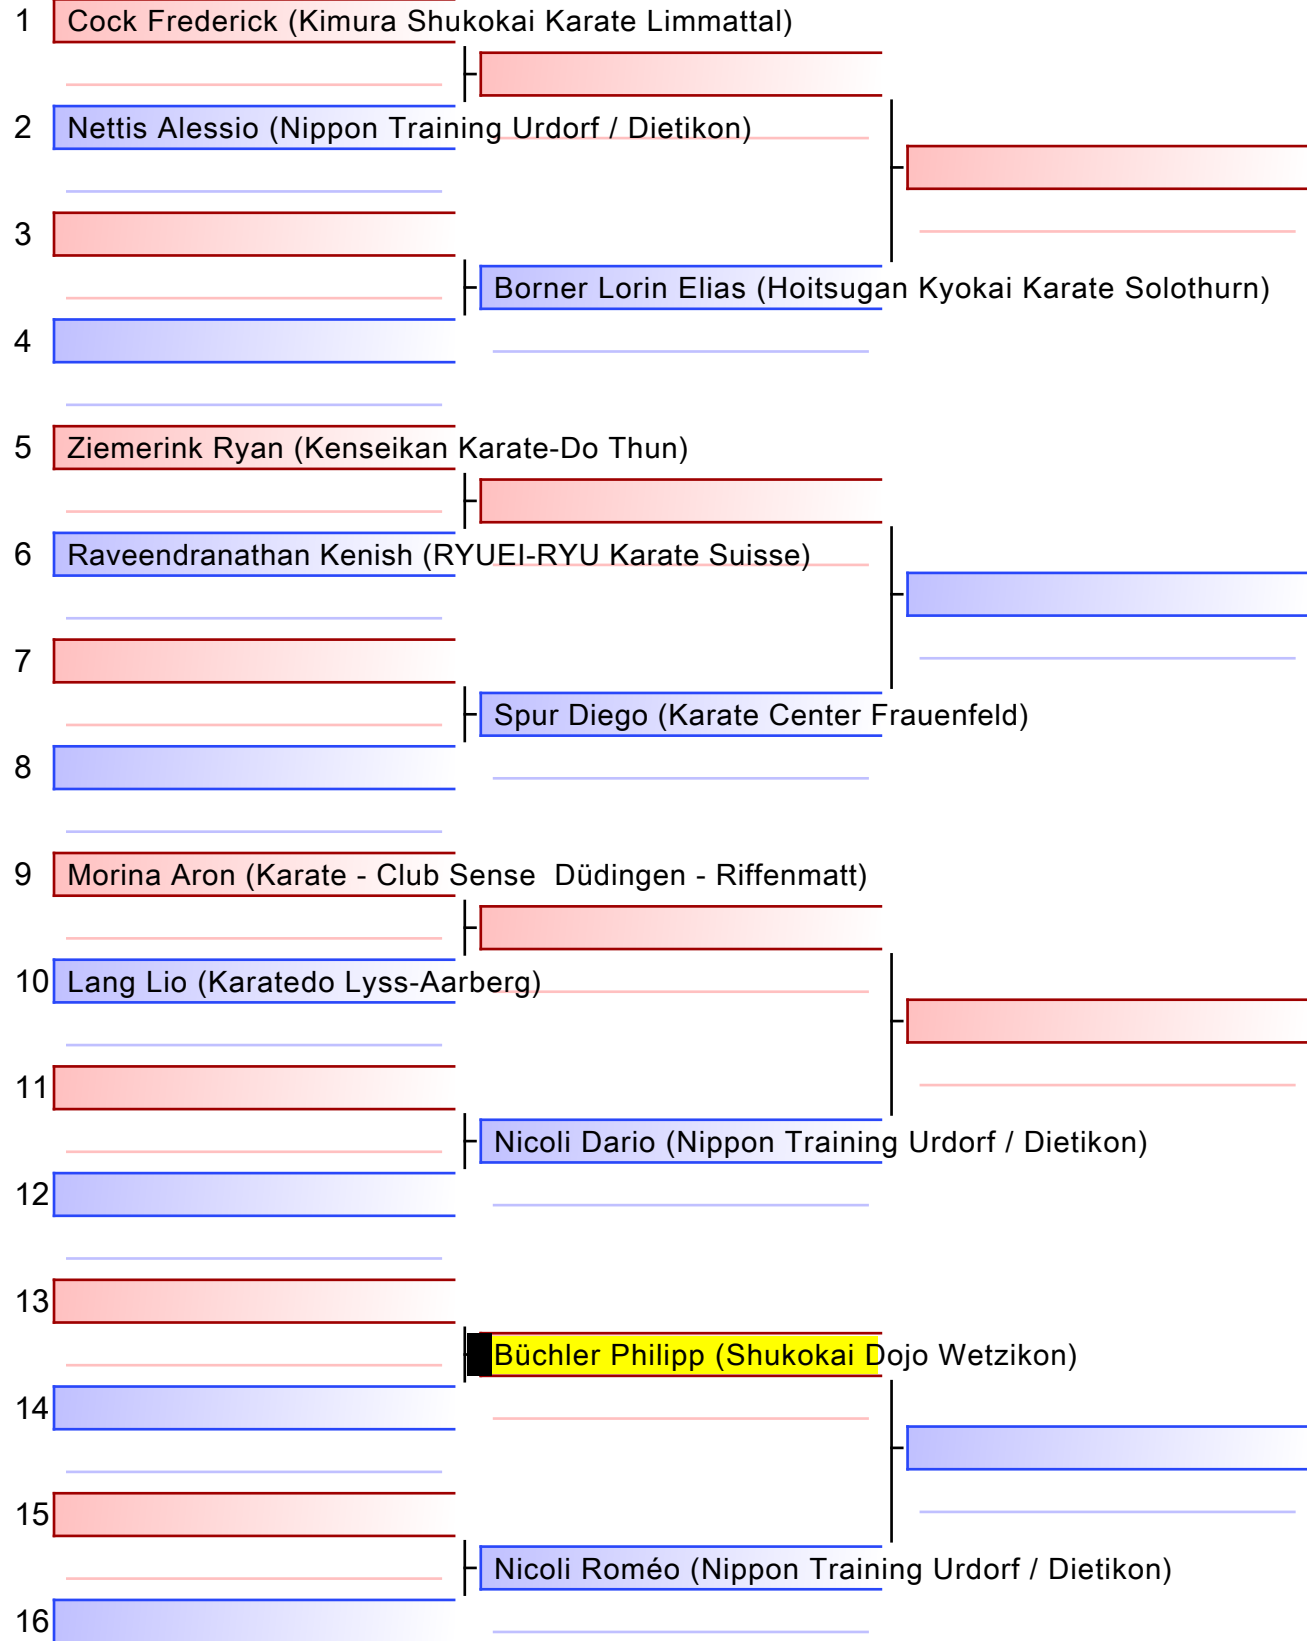 1 Cock Frederick (Kimura Shukokai Karate Limmattal)
2 Nettis Alessio (Nippon Training Urdorf / Dietikon)
3
Borner Lorin Elias (Hoitsugan Kyokai Karate Solothurn)
4
5 Ziemerink Ryan (Kenseikan Karate-Do Thun)
6 Raveendranathan Kenish (RYUEI-RYU Karate Suisse)
7
Spur Diego (Karate Center Frauenfeld)
8
9 Morina Aron (Karate - Club Sense  Düdingen - Riffenmatt)
10 Lang Lio (Karatedo Lyss-Aarberg)
11
Nicoli Dario (Nippon Training Urdorf / Dietikon)
12
13
Büchler Philipp (Shukokai Dojo Wetzikon)
14
15
Nicoli Roméo (Nippon Training Urdorf / Dietikon)
16